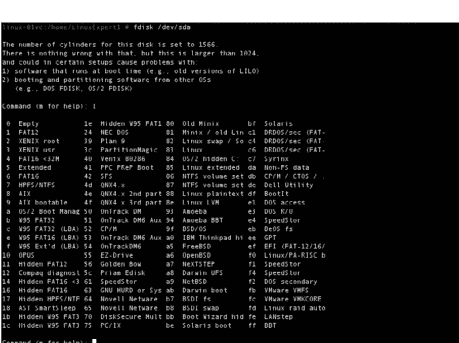 linux-01vc:/home/LinuxExpert1 # fdisk /dev/sda
The number of cylinders for this disk is set to 1566.
There is nothing wrong with that, but this is larger than 1024,
and could in certain setups cause problems with:
1) software that runs at boot time (e.g., old versions of LILO)
2) booting and partitioning software from other OSs
(e.g., DOS FDISK, OS/2 FDISK)
Command (m for help): l
0 Empty 1e Hidden W95 FAT1 80 Old Minix bf Solaris
1 FAT12 24 NEC DOS 81 Minix / old Lin c1 DRDOS/sec (FAT-
2 XENIX root 39 Plan 9 82 Linux swap / So c4 DRDOS/sec (FAT-
3 XENIX usr 3c PartitionMagic 83 Linux c6 DRDOS/sec (FAT-
4 FAT16 <32M 40 Venix 80286 84 OS/2 hidden C: c7 Syrinx
5 Extended 41 PPC PReP Boot 85 Linux extended da Non-FS data
6 FAT16 42 SFS 86 NTFS volume set db CP/M / CTOS / .
7 HPFS/NTFS 4d QNX4.x 87 NTFS volume set de Dell Utility
8 AIX 4e QNX4.x 2nd part 88 Linux plaintext df BootIt
9 AIX bootable 4f QNX4.x 3rd part 8e Linux LVM e1 DOS access
a OS/2 Boot Manag 50 OnTrack DM 93 Amoeba e3 DOS R/O
b W95 FAT32 51 OnTrack DM6 Aux 94 Amoeba BBT e4 SpeedStor
c W95 FAT32 (LBA) 52 CP/M 9f BSD/OS eb BeOS fs
e W95 FAT16 (LBA) 53 OnTrack DM6 Aux a0 IBM Thinkpad hi ee GPT
f W95 Ext'd (LBA) 54 OnTrackDM6 a5 FreeBSD ef EFI (FAT-12/16/
10 OPUS 55 EZ-Drive a6 OpenBSD f0 Linux/PA-RISC b
11 Hidden FAT12 56 Golden Bow a7 NeXTSTEP f1 SpeedStor
12 Compaq diagnost 5c Priam Edisk a8 Darwin UFS f4 SpeedStor
14 Hidden FAT16 <3 61 SpeedStor a9 NetBSD f2 DOS secondary
16 Hidden FAT16 63 GNU HURD or Sys ab Darwin boot fb VMware VMFS
17 Hidden HPFS/NTF 64 Novell Netware b7 BSDI fs fc VMware VMKCORE
18 AST SmartSleep 65 Novell Netware b8 BSDI swap fd Linux raid auto
1b Hidden W95 FAT3 70 DiskSecure Mult bb Boot Wizard hid fe LANstep
1c Hidden W95 FAT3 75 PC/IX be Solaris boot ff BBT
Command (m for help):